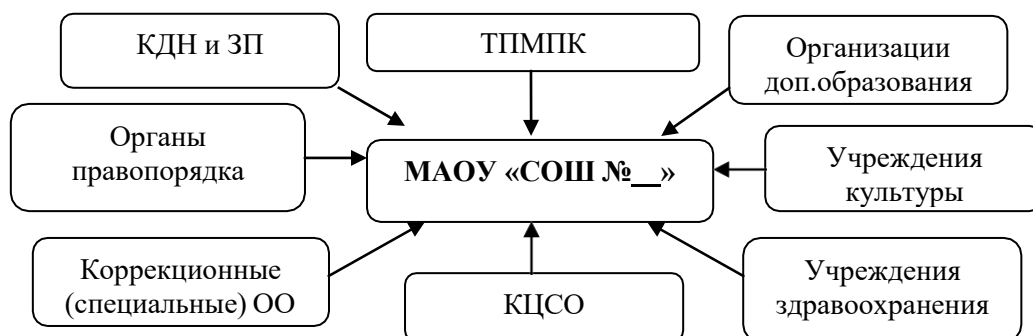 КДН и ЗП
ТПМПК
Организации
доп.образования
Органы
правопорядка
МАОУ «СОШ №__»
Учреждения
культуры
Коррекционные
(специальные) ОО
КЦСО
Учреждения
здравоохранения